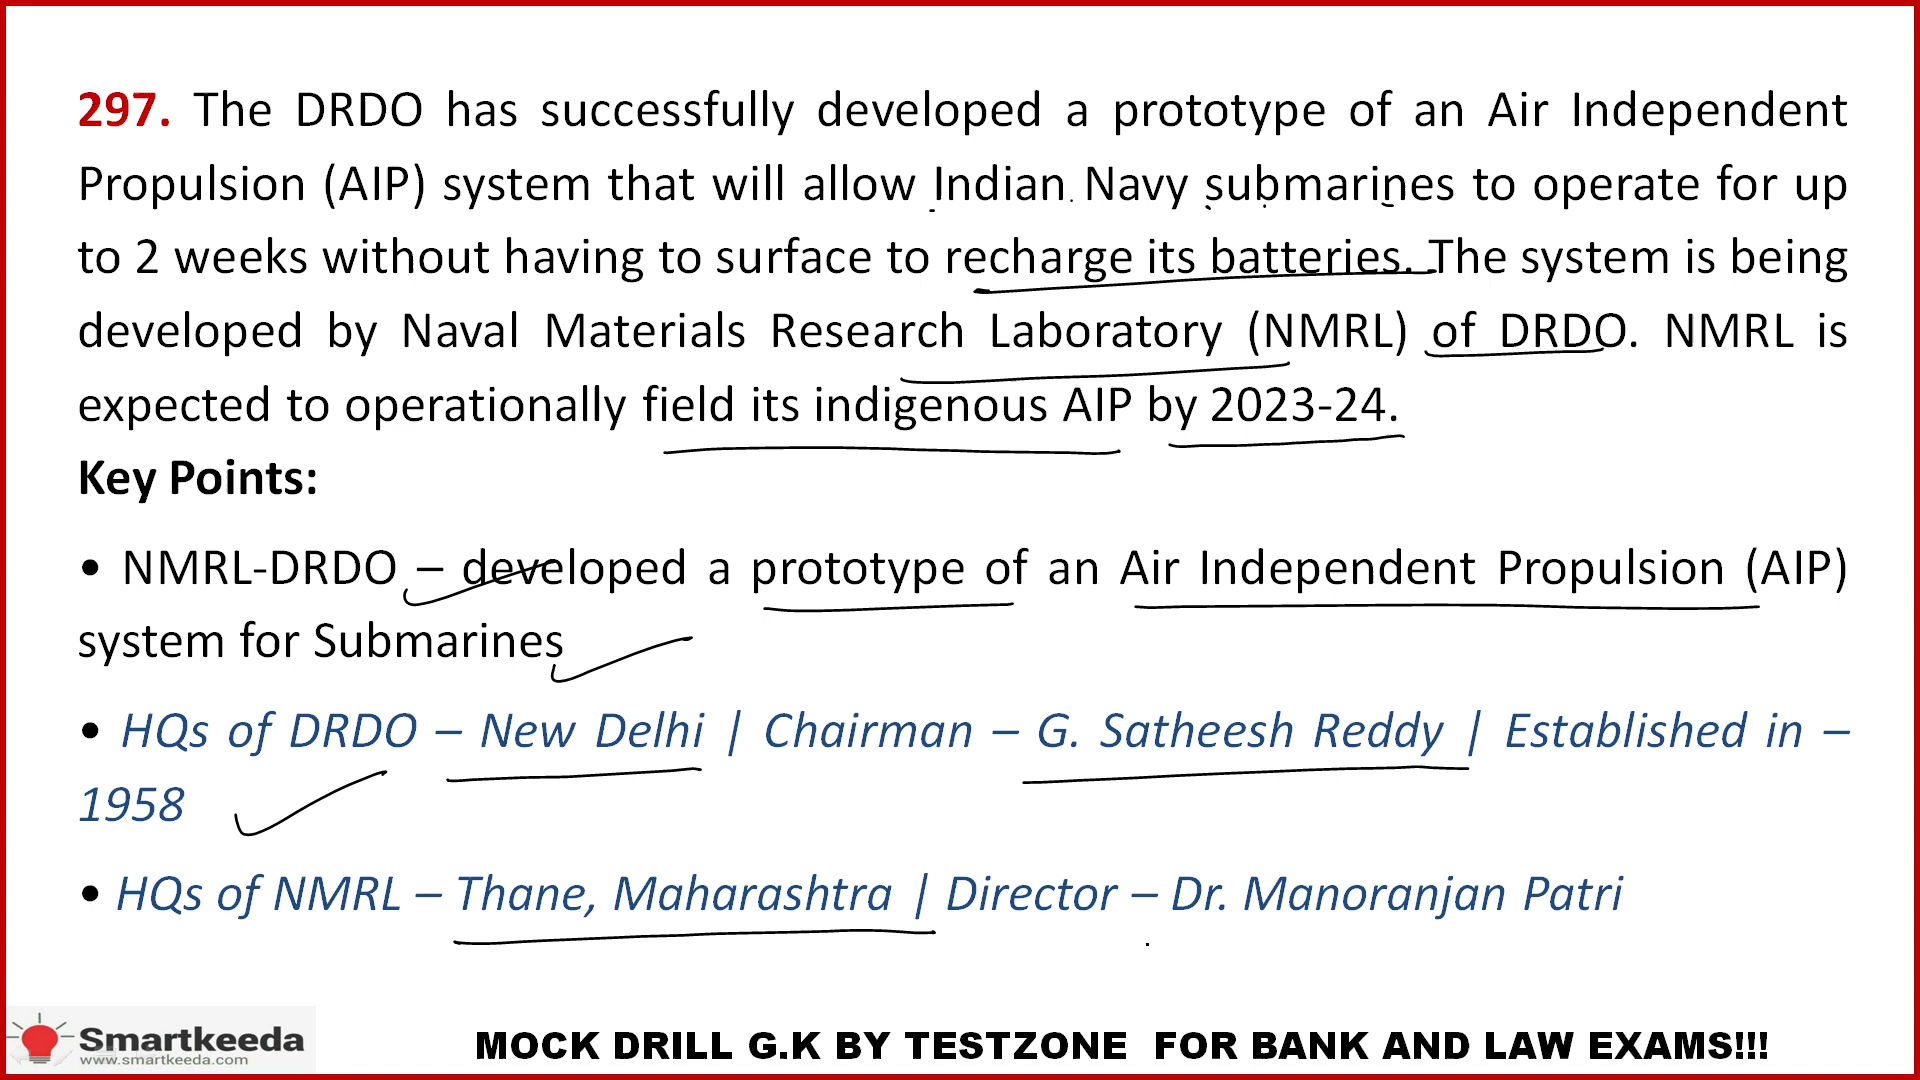 297. The DRDO has successfully developed a prototype of an Air Independent
Propulsion (AIP) system that will allow Indian Navy submarines to operate for up
to 2 weeks without having to surface to recharge its batteries. The system is being
developed by Naval Materials Research Laboratory (NMRL) of DRDO. NMRL is
expected to operationally field its indigenous AIP by 2023-24.
Key Points:
• NMRL-DRDO – developed a prototype of an Air Independent Propulsion (AIP)
system for Submarines
• HQs of DRDO – New Delhi | Chairman – G. Satheesh Reddy | Established in –
1958
• HQs of NMRL – Thane, Maharashtra | Director – Dr. Manoranjan Patri
Smartkeeda
www.smartkeeda.com
MOCK DRILL G.K BY TESTZONE FOR BANK AND LAW EXAMS!!!